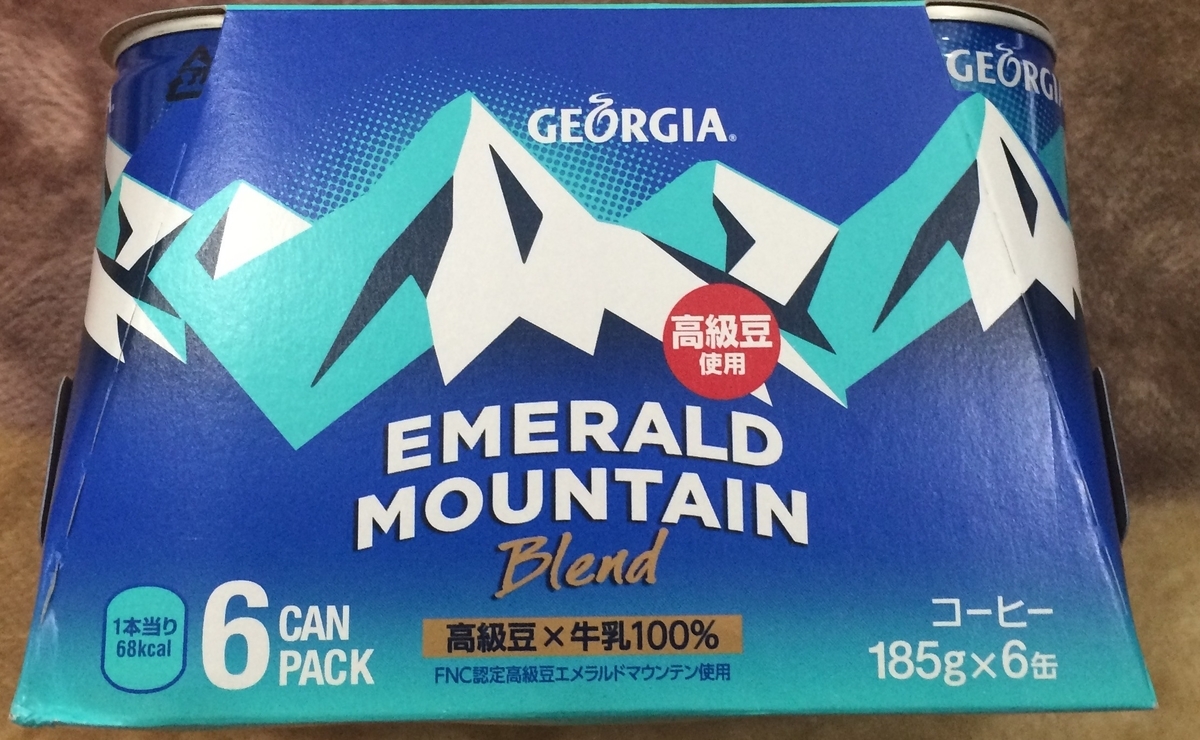 GEORGIA®
GEORGIA
高級豆
使用
EMERALD
MOUNTAIN
Blend
1本当り
68kcal
6 CAN
PACK
高級豆×牛乳100%
FNC認定高級豆エメラルドマウンテン使用
コーヒー
185g×6缶